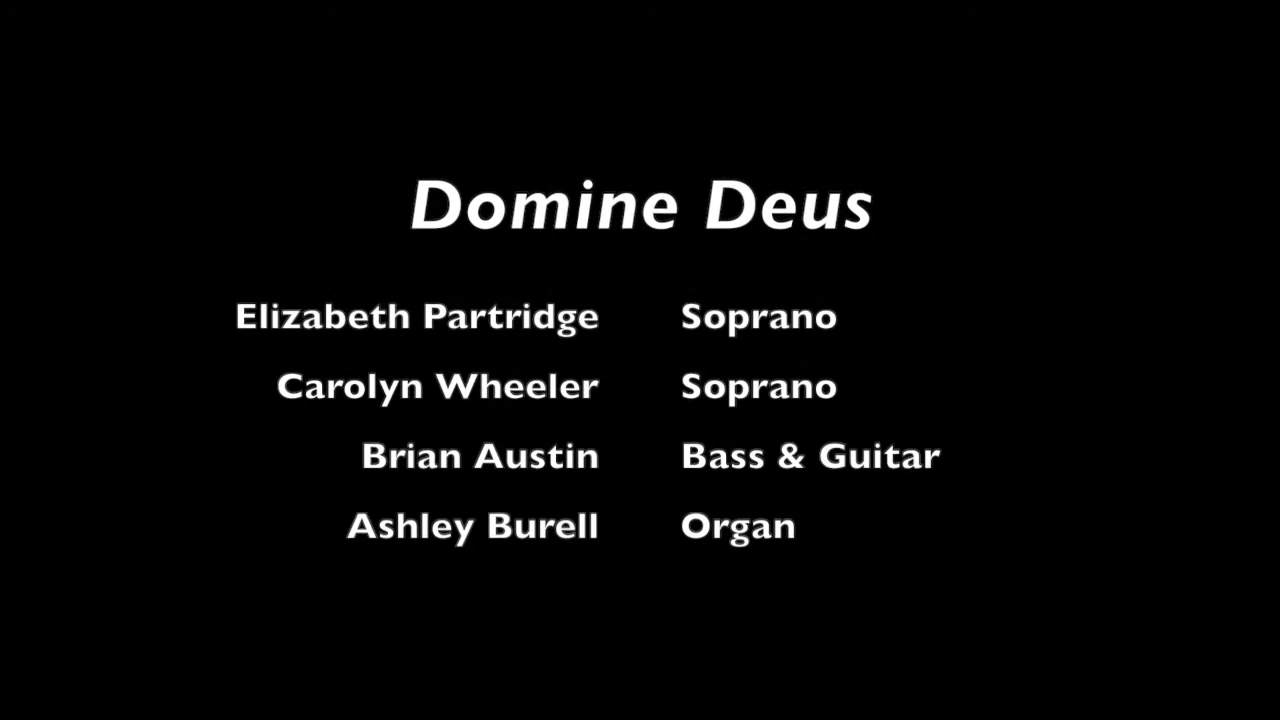 Domine Deus
Elizabeth Partridge Soprano
Carolyn Wheeler Soprano
Brian Austin Bass & Guitar
Ashley Burell Organ